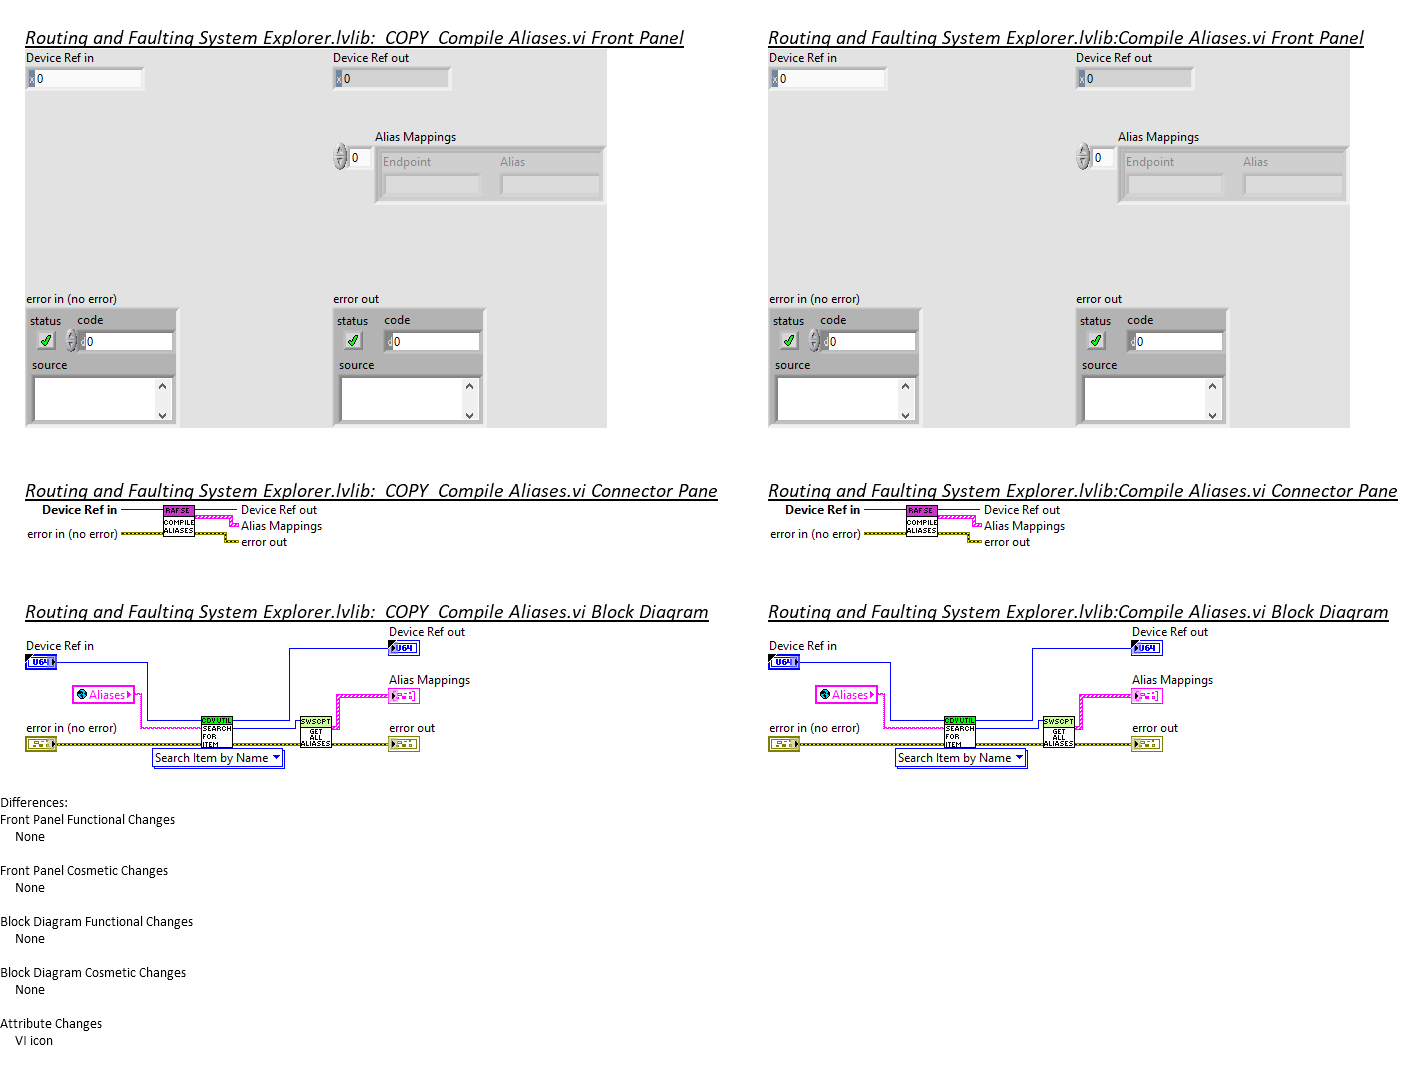 Routing and Faulting System Explorer.lvlib:_COPY_Compile Aliases.vi Front Panel
Device Ref in
Device Ref out
x 0
x 0
Alias Mappings
0
Endpoint
Alias
error in (no error)
error out
status
code
status
code
d 0
d 0
source
source
Routing and Faulting System Explorer.lvlib:Compile Aliases.vi Front Panel
Device Ref in
Device Ref out
x 0
x 0
Alias Mappings
0
Endpoint
Alias
error in (no error)
error out
status
code
status
code
d 0
d 0
source
source
Routing and Faulting System Explorer.lvlib:_COPY_Compile Aliases.vi Connector Pane
Device Ref in
RAFSE
COMPILE
ALIASES
Device Ref out
Alias Mappings
error in (no error)
error out
Routing and Faulting System Explorer.lvlib:Compile Aliases.vi Connector Pane
Device Ref in
RAFSE
COMPILE
ALIASES
Device Ref out
Alias Mappings
error in (no error)
error out
Routing and Faulting System Explorer.lvlib:_COPY_Compile Aliases.vi Block Diagram
Device Ref out
Device Ref in
U64
U64
Alias Mappings
Aliases
error in (no error)
CDVUTIL
SEARCH
FOR
ITEM
SWSCPT
GET
ALL
ALIASES
error out
Search Item by Name
Routing and Faulting System Explorer.lvlib:Compile Aliases.vi Block Diagram
Device Ref out
Device Ref in
U64
U64
Alias Mappings
Aliases
error in (no error)
CDVUTIL
SEARCH
FOR
ITEM
SWSCPT
GET
ALL
ALIASES
error out
Search Item by Name
Differences:
Front Panel Functional Changes
None
Front Panel Cosmetic Changes
None
Block Diagram Functional Changes
None
Block Diagram Cosmetic Changes
None
Attribute Changes
VI icon